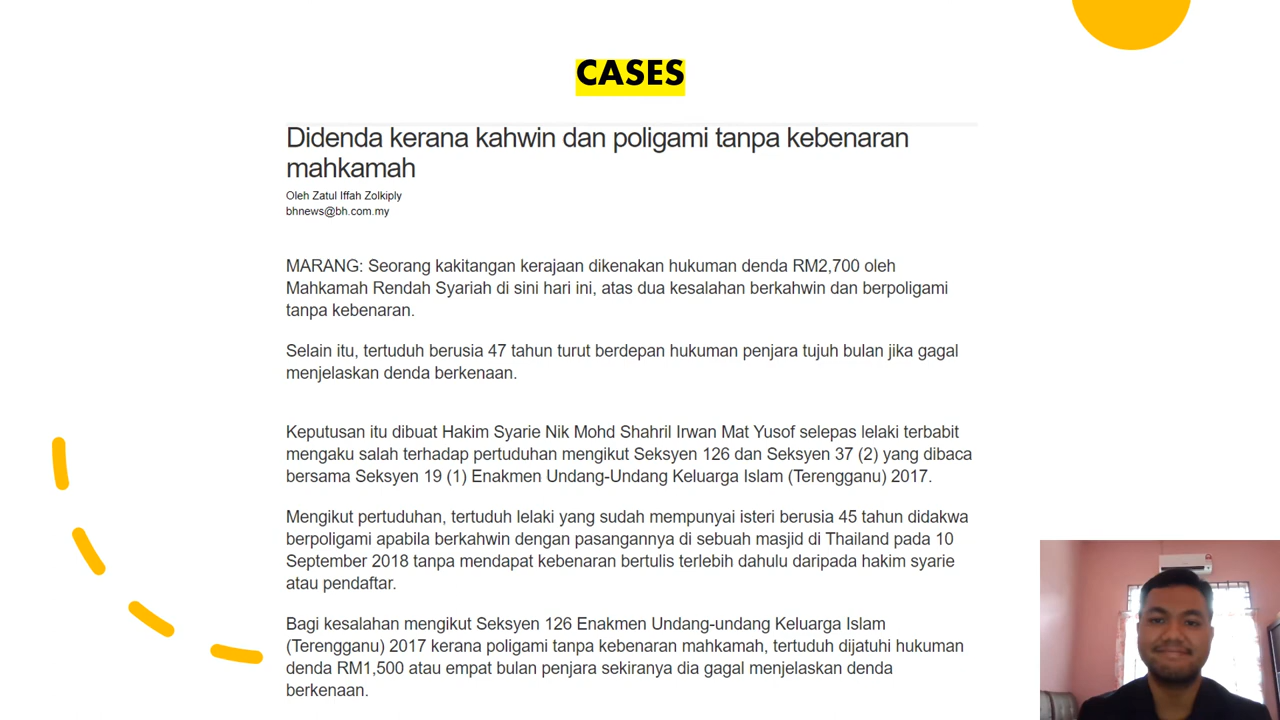 CASES
Didenda kerana kahwin dan poligami tanpa kebenaran
mahkamah
Oleh Zatul Iffah Zolkiply
bhnews@bh.com.my
MARANG: Seorang kakitangan kerajaan dikenakan hukuman denda RM2,700 oleh
Mahkamah Rendah Syariah di sini hari ini, atas dua kesalahan berkahwin dan berpoligami
tanpa kebenaran.
Selain itu, tertuduh berusia 47 tahun turut berdepan hukuman penjara tujuh bulan jika gagal
menjelaskan denda berkenaan.
Keputusan itu dibuat Hakim Syarie Nik Mohd Shahril Irwan Mat Yusof selepas lelaki terbabit
mengaku salah terhadap pertuduhan mengikut Seksyen 126 dan Seksyen 37 (2) yang dibaca
bersama Seksyen 19 (1) Enakmen Undang-Undang Keluarga Islam (Terengganu) 2017.
Mengikut pertuduhan, tertuduh lelaki yang sudah mempunyai isteri berusia 45 tahun didakwa
berpoligami apabila berkahwin dengan pasangannya di sebuah masjid di Thailand pada 10
September 2018 tanpa mendapat kebenaran bertulis terlebih dahulu daripada hakim syarie
atau pendaftar.
Bagi kesalahan mengikut Seksyen 126 Enakmen Undang-undang Keluarga Islam
(Terengganu) 2017 kerana poligami tanpa kebenaran mahkamah, tertuduh dijatuhi hukuman
denda RM1,500 atau empat bulan penjara sekiranya dia gagal menjelaskan denda
berkenaan.